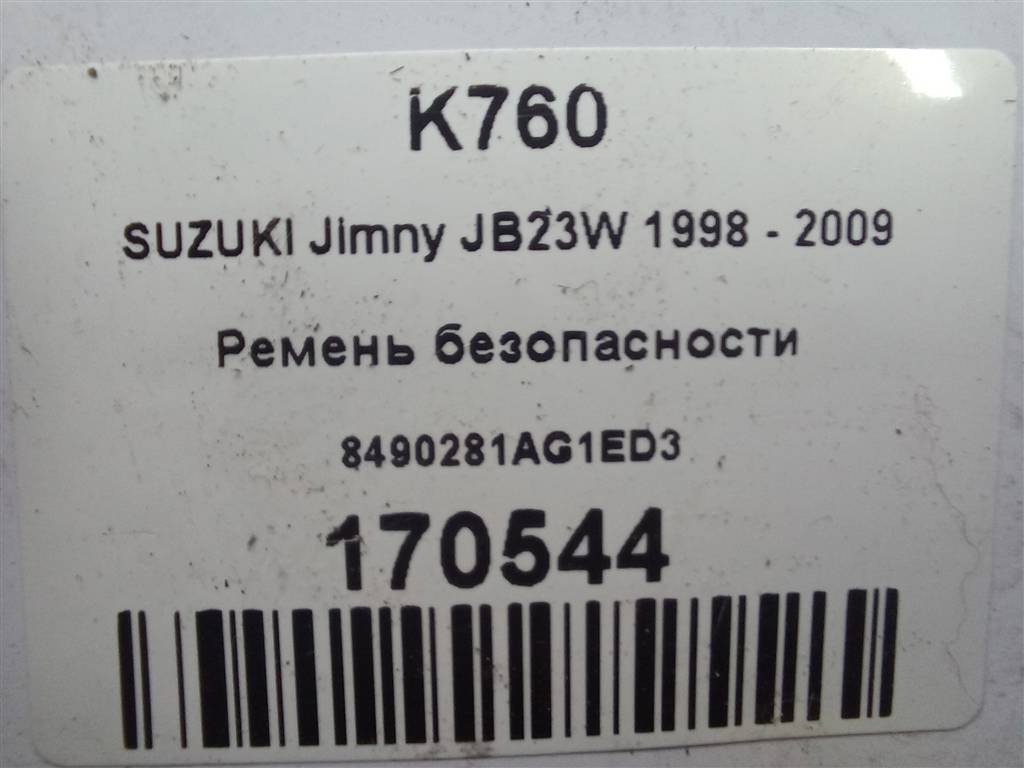 K760
SUZUKI Jimny JB23W 1998 - 2009
Ремень безопасности
8490281AG1ED3
170544